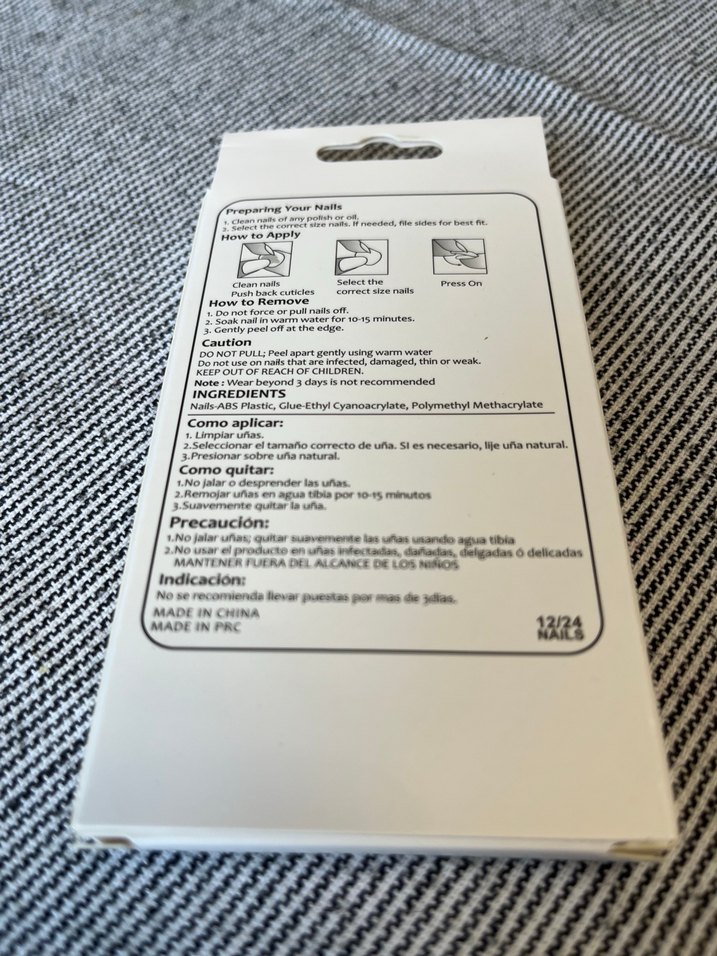 Preparing Your Nails
1. Clean nails of any polish or oil.
2. Select the correct size nails. If needed, file sides for best fit.
How to Apply
Clean nails
Push back cuticles
Select the
correct size nails
Press On
How to Remove
1. Do not force or pull nails off.
2. Soak nail in warm water for 10-15 minutes.
3. Gently peel off at the edge.
Caution
DO NOT PULL; Peel apart gently using warm water
Do not use on nails that are infected, damaged, thin or weak.
KEEP OUT OF REACH OF CHILDREN.
Note : Wear beyond 3 days is not recommended
INGREDIENTS
Nails-ABS Plastic, Glue-Ethyl Cyanoacrylate, Polymethyl Methacrylate
Como aplicar:
1. Limpiar uñas.
2.Seleccionar el tamaño correcto de uña. SI es necesario, lije uña natural.
3.Presionar sobre uña natural.
Como quitar:
1.No jalar o desprender las uñas.
2.Remojar uñas en agua tibia por 10-15 minutos
3.Suavemente quitar la uña.
Precaución:
1.No jalar uñas; quitar suavemente las uñas usando agua tibia
2.No usar el producto en uñas infectadas, dañadas, delgadas ó delicadas
MANTENER FUERA DEL ALCANCE DE LOS NIÑOS
Indicación:
No se recomienda llevar puestas por mas de 3días.
MADE IN CHINA
MADE IN PRC
12/24
NAILS